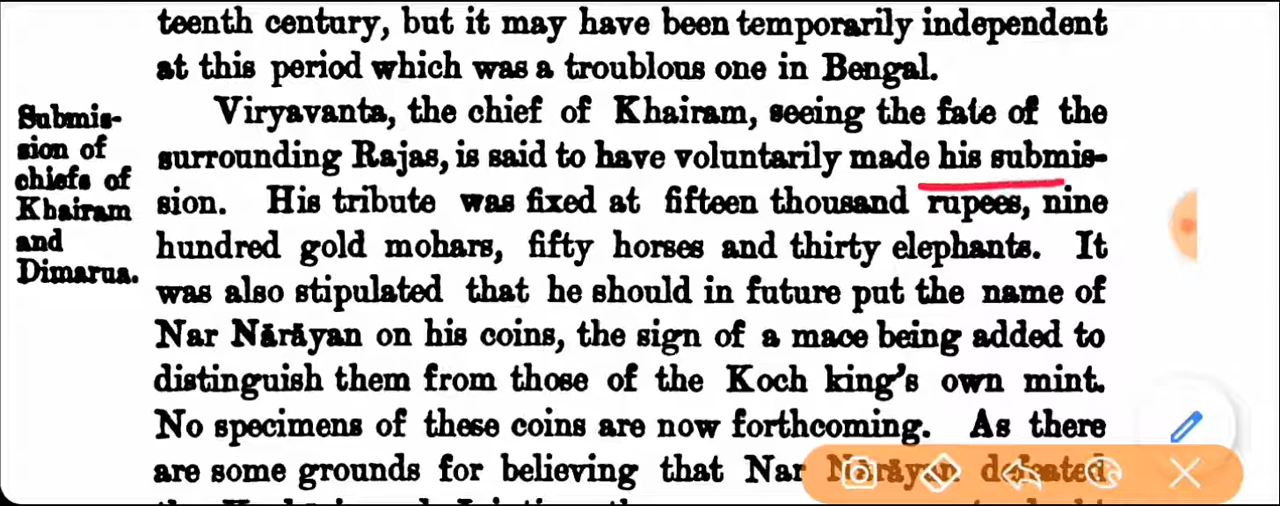 teenth century, but it may have been temporarily independent
at this period which was a troublous one in Bengal.
Submis-
sion of
chiefs of
Khairam
and
Dimarua.
Viryavanta, the chief of Khairam, seeing the fate of the
surrounding Rajas, is said to have voluntarily made his submis-
sion. His tribute was fixed at fifteen thousand rupees, nine
hundred gold mohars, fifty horses and thirty elephants. It
was also stipulated that he should in future put the name of
Nar Nārāyan on his coins, the sign of a mace being added to
distinguish them from those of the Koch king's own mint.
No specimens of these coins are now forthcoming. As there
are some grounds for believing that Nar Nārāyan defeated